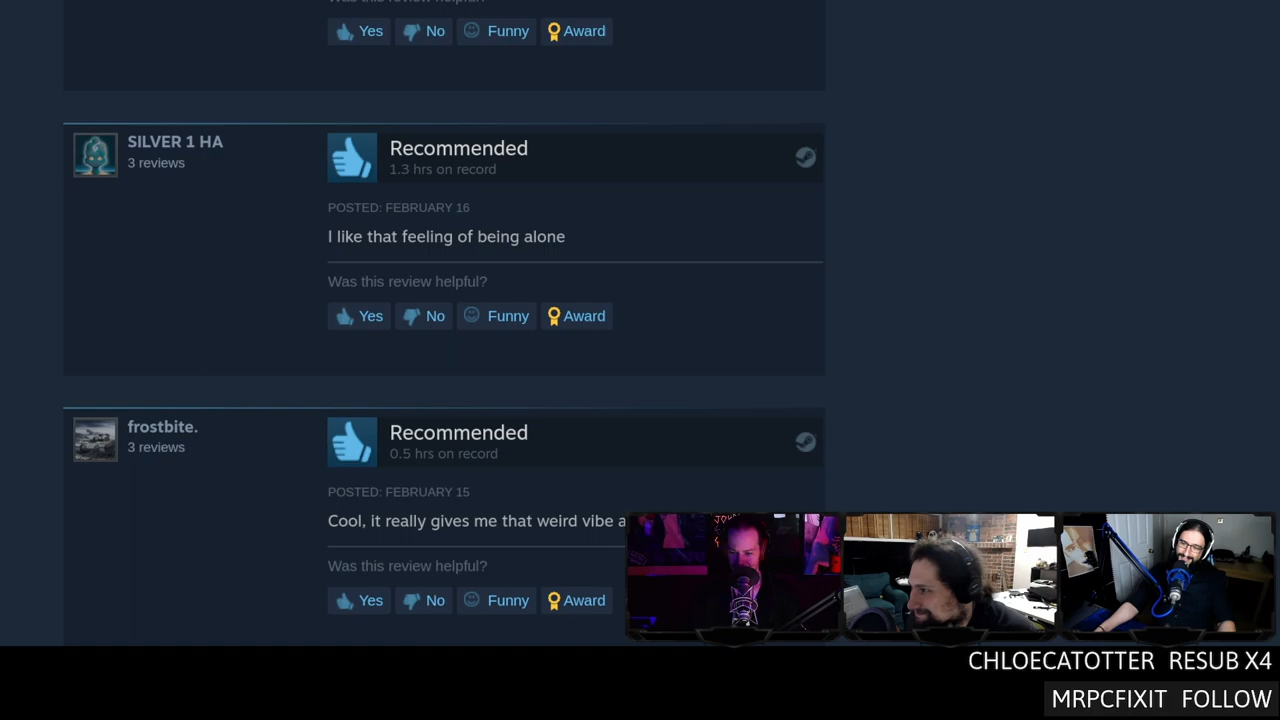 Yes No Funny Award
SILVER 1 HA
3 reviews
Recommended
1.3 hrs on record
POSTED: FEBRUARY 16
I like that feeling of being alone
Was this review helpful?
Yes No Funny Award
frostbite.
3 reviews
Recommended
0.5 hrs on record
POSTED: FEBRUARY 15
Cool, it really gives me that weird vibe
Was this review helpful?
Yes No Funny Award
CHLOECATOTTER RESUB X4
MRPCFIXIT FOLLOW